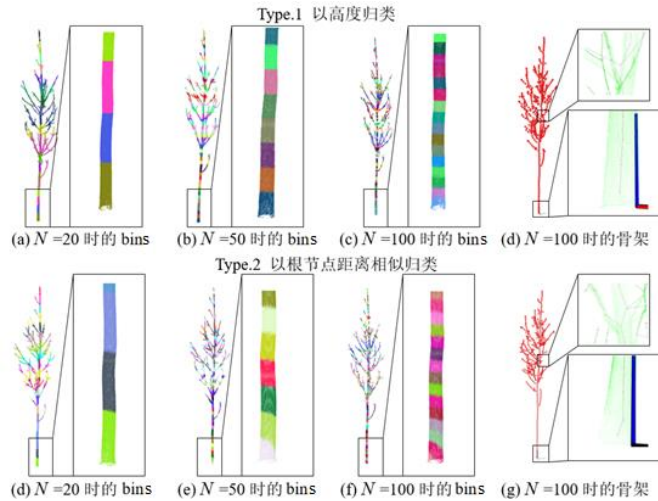 Type.1 以高度归类
(a) N =20 时的 bins
(b) N =50 时的 bins
(c) N =100 时的 bins
(d) N =100 时的骨架
Type.2 以根节点距离相似归类
(d) N =20 时的 bins
(e) N =50 时的 bins
(f) N =100 时的 bins
(g) N =100 时的骨架